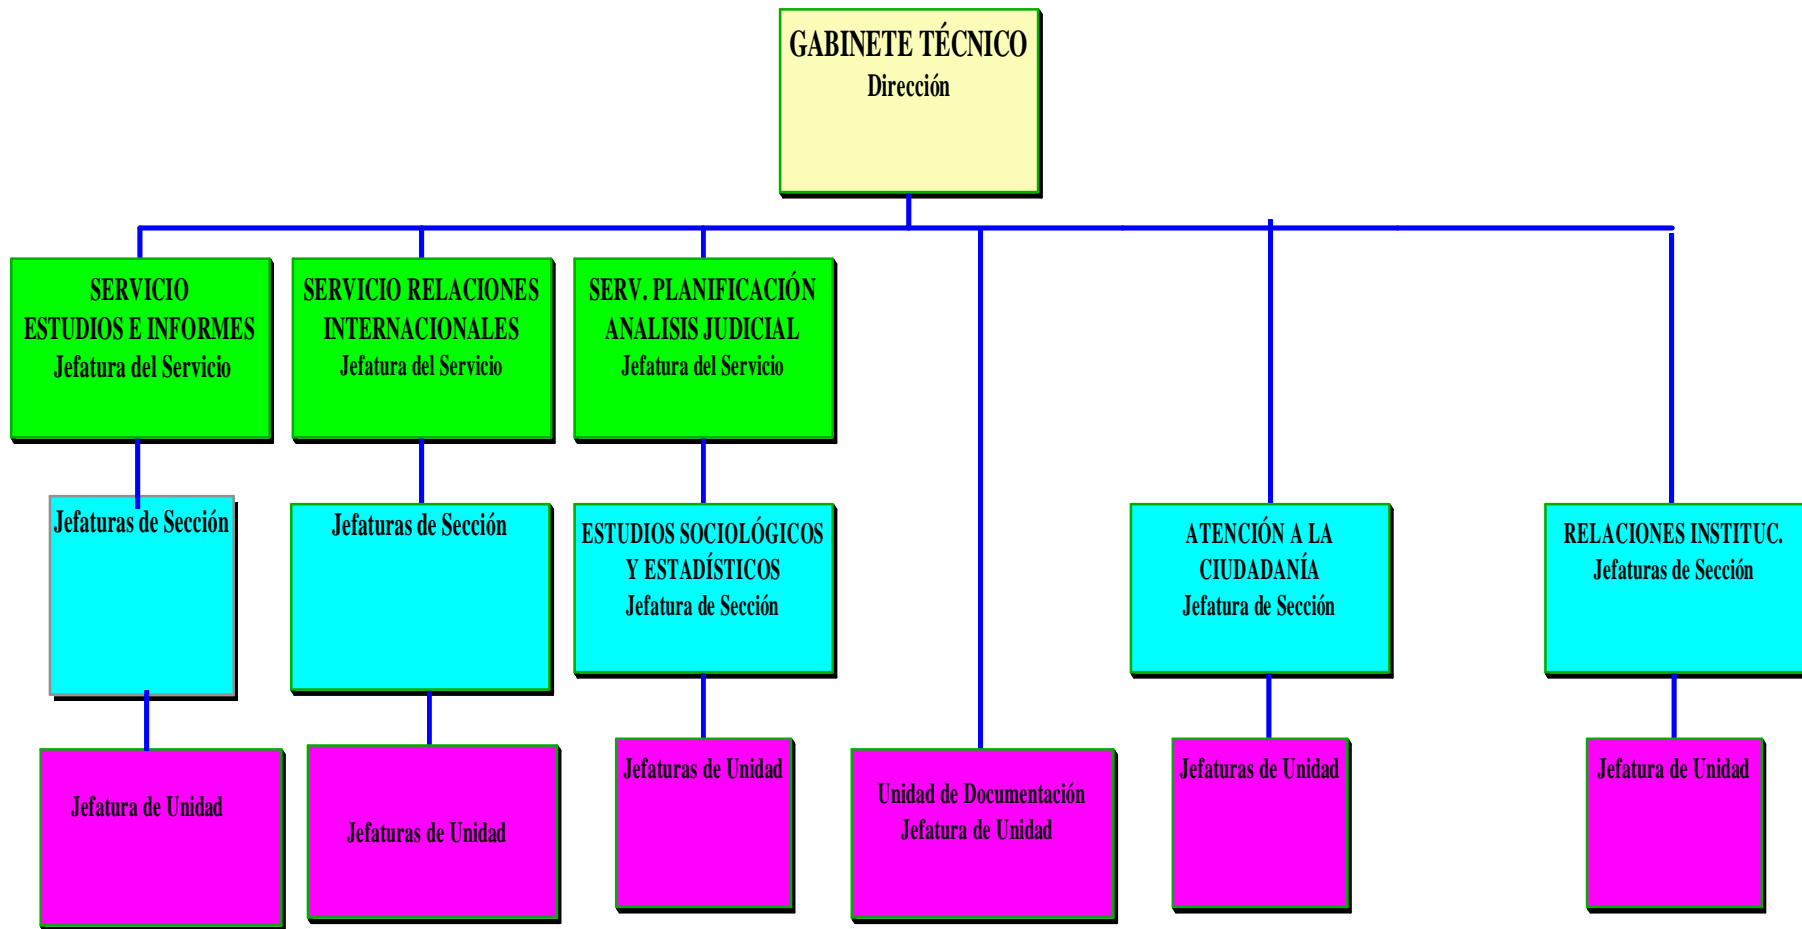 GABINETE TÉCNICO
Dirección
SERVICIO
ESTUDIOS E INFORMES
Jefatura del Servicio
SERVICIO RELACIONES
INTERNACIONALES
Jefatura del Servicio
SERV. PLANIFICACIÓN
ANALISIS JUDICIAL
Jefatura del Servicio
Jefaturas de Sección
Jefaturas de Sección
ESTUDIOS SOCIOLÓGICOS
Y ESTADÍSTICOS
Jefatura de Sección
ATENCIÓN A LA
CIUDADANÍA
Jefatura de Sección
RELACIONES INSTITUC.
Jefaturas de Sección
Jefatura de Unidad
Jefaturas de Unidad
Jefaturas de Unidad
Unidad de Documentación
Jefatura de Unidad
Jefaturas de Unidad
Jefatura de Unidad